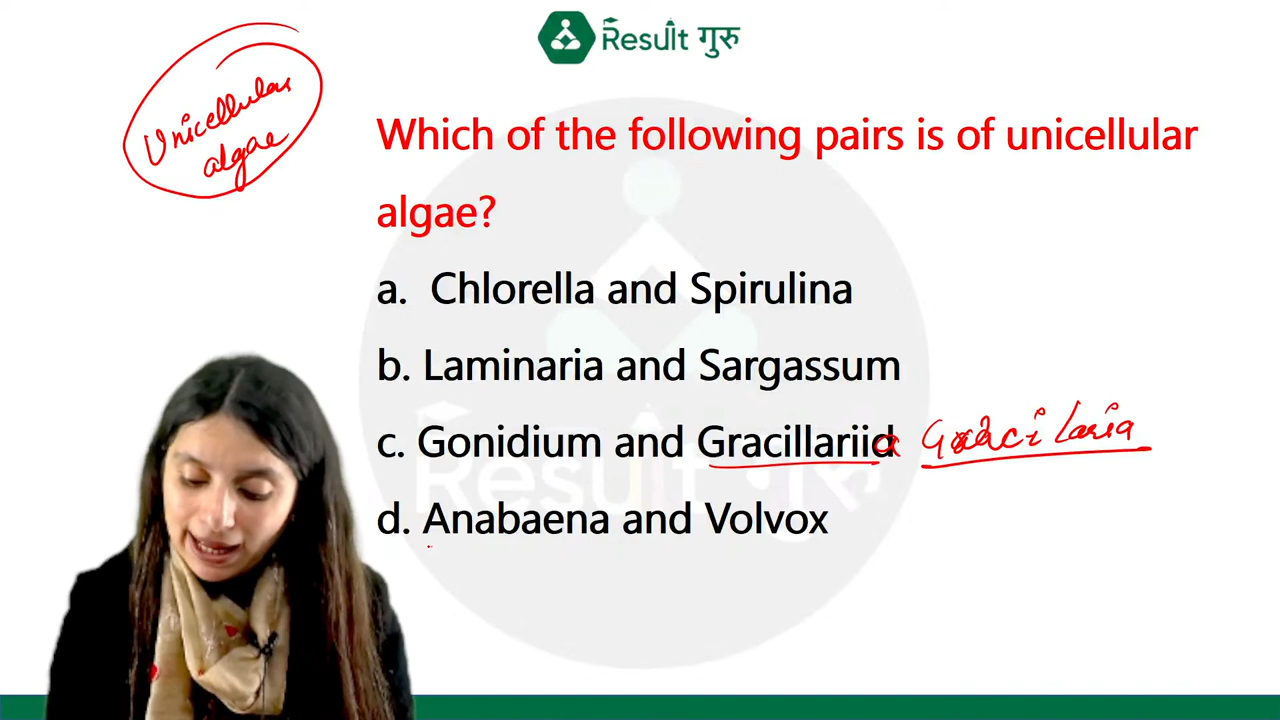 Result गुरु
Unicellular
algae
Which of the following pairs is of unicellular
algae?
a. Chlorella and Spirulina
b. Laminaria and Sargassum
c. Gonidium and Gracillariid a Gracilaria
d. Anabaena and Volvox
Result गुरु